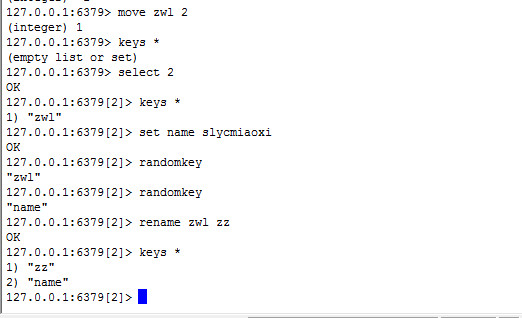 127.0.0.1:6379> move zwl 2
(integer) 1
127.0.0.1:6379> keys *
(empty list or set)
127.0.0.1:6379> select 2
OK
127.0.0.1:6379[2]> keys *
1) "zwl"
127.0.0.1:6379[2]> set name slycmiaoxi
OK
127.0.0.1:6379[2]> randomkey
"zwl"
127.0.0.1:6379[2]> randomkey
"name"
127.0.0.1:6379[2]> rename zwl zz
OK
127.0.0.1:6379[2]> keys *
1) "zz"
2) "name"
127.0.0.1:6379[2]>